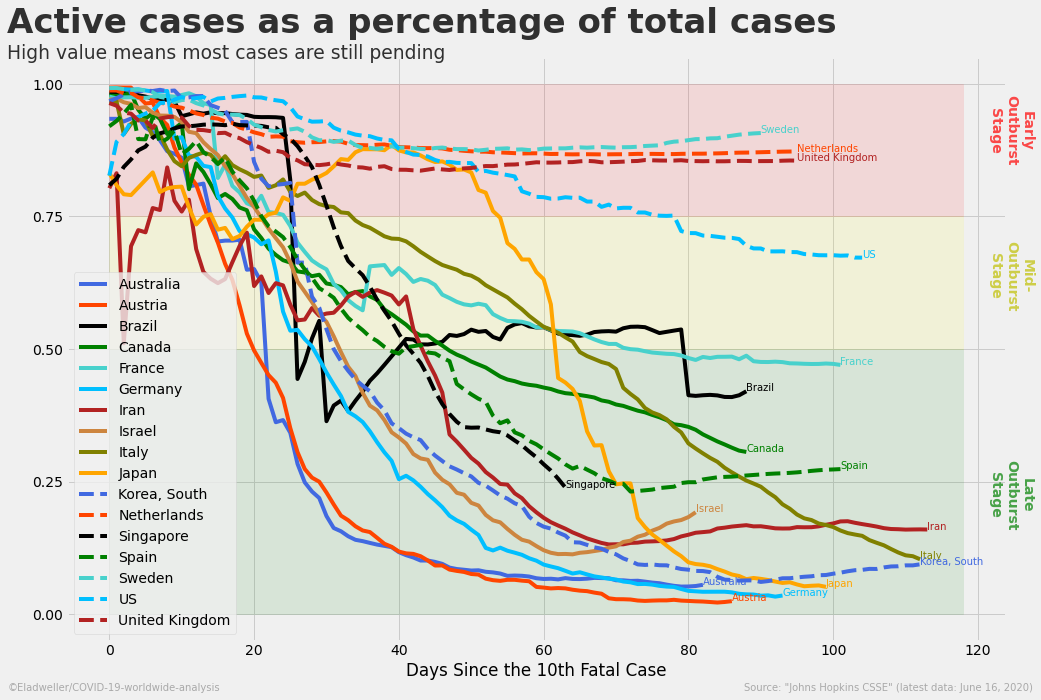 Active cases as a percentage of total cases
High value means most cases are still pending
1.00
0.75
0.50
0.25
0.00
0
20
40
60
80
100
120
Days Since the 10th Fatal Case
Australia
Austria
Brazil
Canada
France
Germany
Iran
Israel
Italy
Japan
Korea, South
Netherlands
Singapore
Spain
Sweden
US
United Kingdom
Sweden
Netherlands
United Kingdom
US
France
Brazil
Canada
Spain
Singapore
Israel
Iran
Italy
Korea, South
Japan
Australia
Germany
Austria
Early
Outburst
Stage
Mid-
Outburst
Stage
Late
Outburst
Stage
©Eladweller/COVID-19-worldwide-analysis
Source: "Johns Hopkins CSSE" (latest data: June 16, 2020)